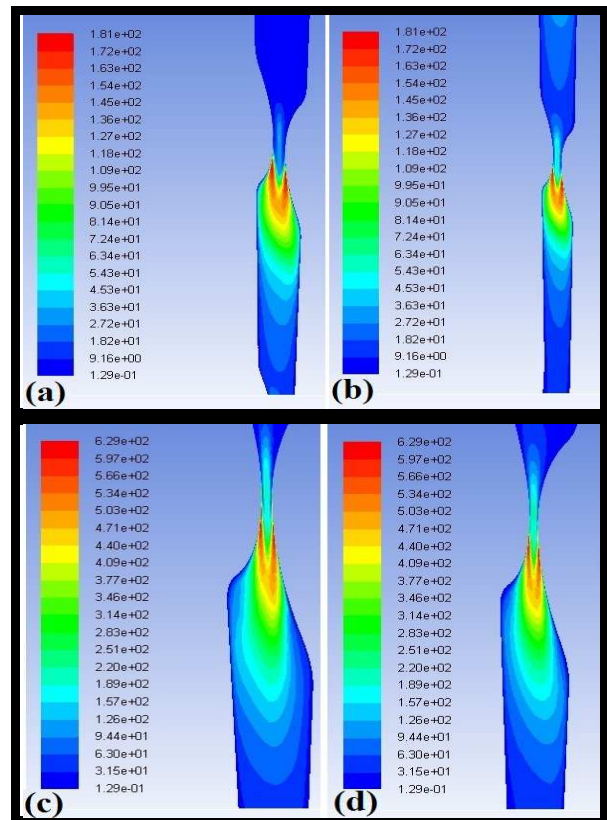 1.81e+02
1.72e+02
1.63e+02
1.54e+02
1.45e+02
1.36e+02
1.27e+02
1.18e+02
1.09e+02
9.95e+01
9.05e+01
8.14e+01
7.24e+01
6.34e+01
5.43e+01
4.53e+01
3.63e+01
2.72e+01
1.82e+01
9.16e+00
1.29e-01
(a)
1.81e+02
1.72e+02
1.63e+02
1.54e+02
1.45e+02
1.36e+02
1.27e+02
1.18e+02
1.09e+02
9.95e+01
9.05e+01
8.14e+01
7.24e+01
6.34e+01
5.43e+01
4.53e+01
3.63e+01
2.72e+01
1.82e+01
9.16e+00
1.29e-01
(b)
6.29e+02
5.97e+02
5.66e+02
5.34e+02
5.03e+02
4.71e+02
4.40e+02
4.09e+02
3.77e+02
3.46e+02
3.14e+02
2.83e+02
2.51e+02
2.20e+02
1.89e+02
1.57e+02
1.26e+02
9.44e+01
6.30e+01
3.15e+01
1.29e-01
(c)
6.29e+02
5.97e+02
5.66e+02
5.34e+02
5.03e+02
4.71e+02
4.40e+02
4.09e+02
3.77e+02
3.46e+02
3.14e+02
2.83e+02
2.51e+02
2.20e+02
1.89e+02
1.57e+02
1.26e+02
9.44e+01
6.30e+01
3.15e+01
1.29e-01
(d)